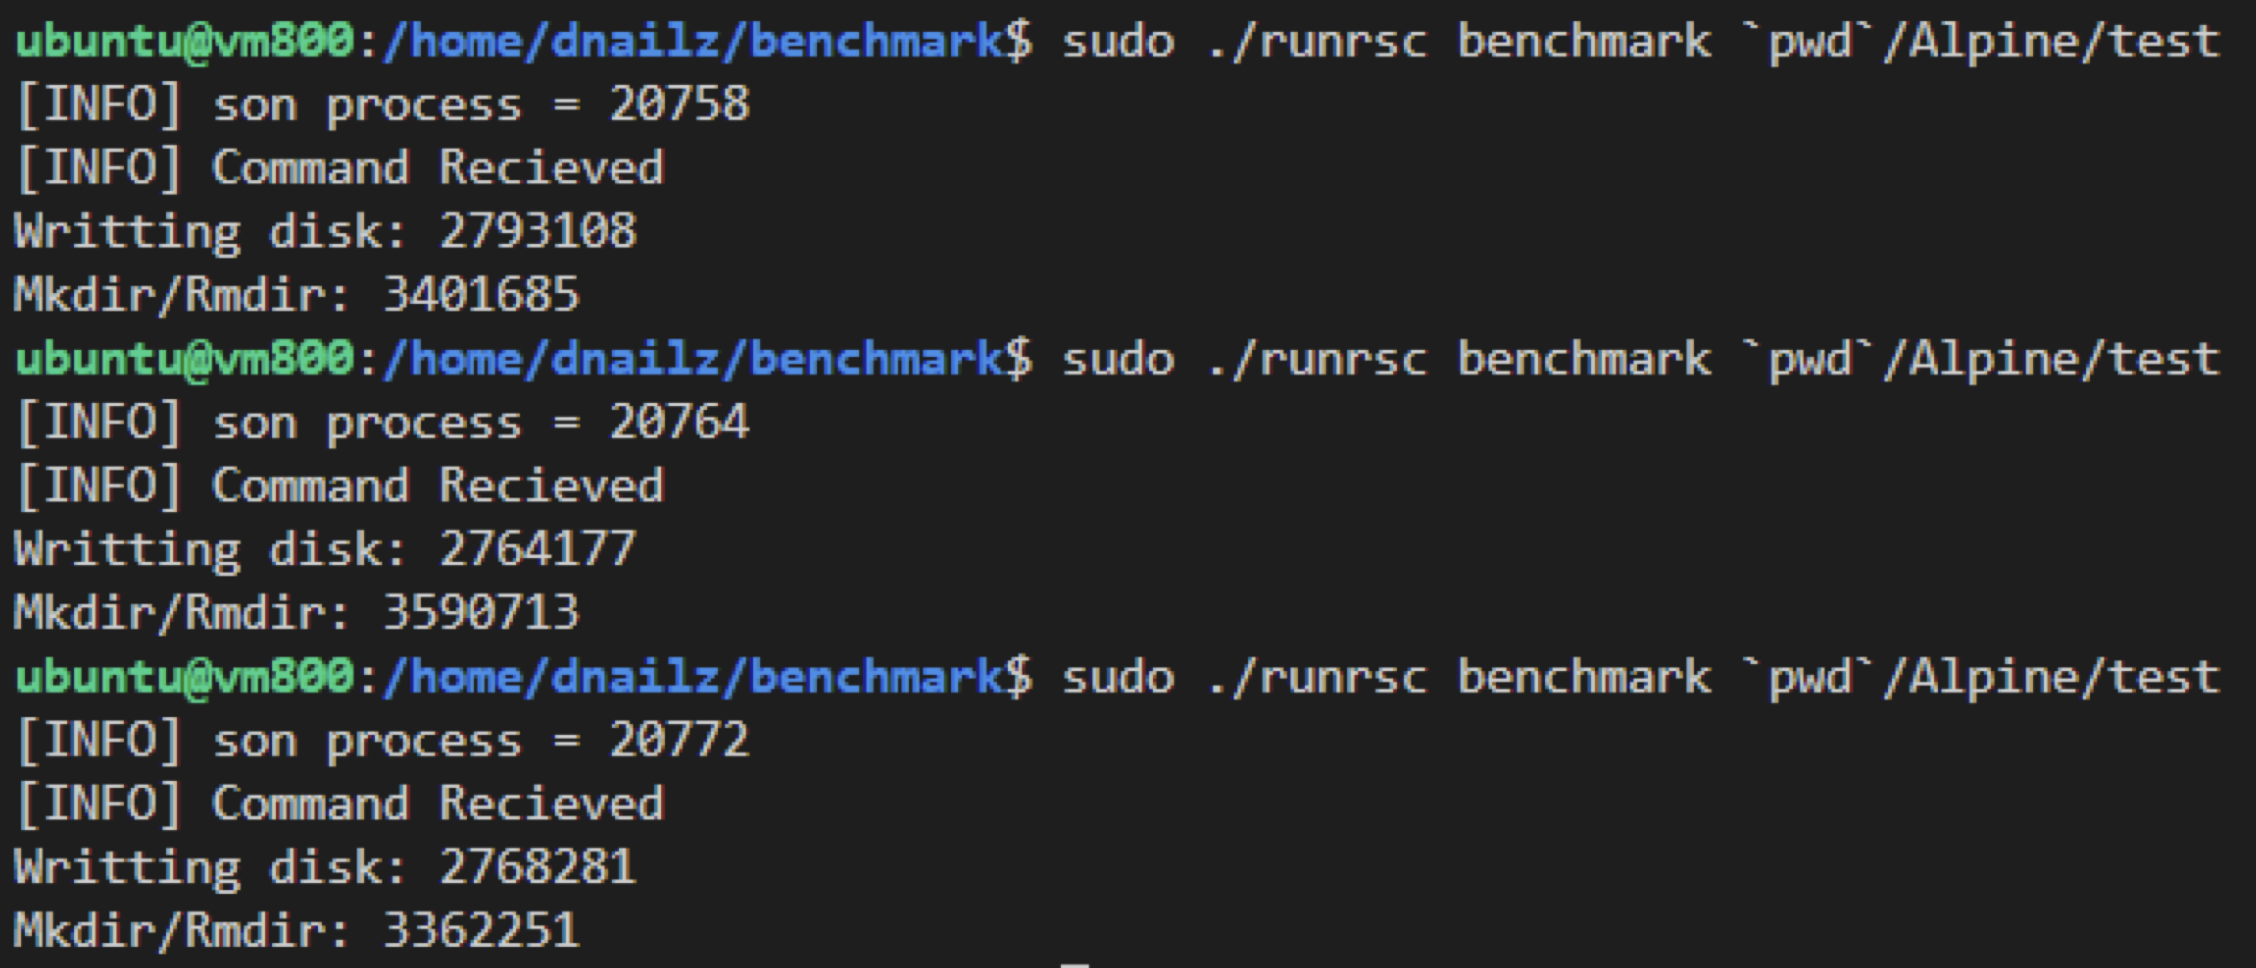 ubuntu@vm800:/home/dnailz/benchmark$ sudo ./runrsc benchmark `pwd`/Alpine/test
[INFO] son process = 20758
[INFO] Command Recieved
Writting disk: 2793108
Mkdir/Rmdir: 3401685
ubuntu@vm800:/home/dnailz/benchmark$ sudo ./runrsc benchmark `pwd`/Alpine/test
[INFO] son process = 20764
[INFO] Command Recieved
Writting disk: 2764177
Mkdir/Rmdir: 3590713
ubuntu@vm800:/home/dnailz/benchmark$ sudo ./runrsc benchmark `pwd`/Alpine/test
[INFO] son process = 20772
[INFO] Command Recieved
Writting disk: 2768281
Mkdir/Rmdir: 3362251